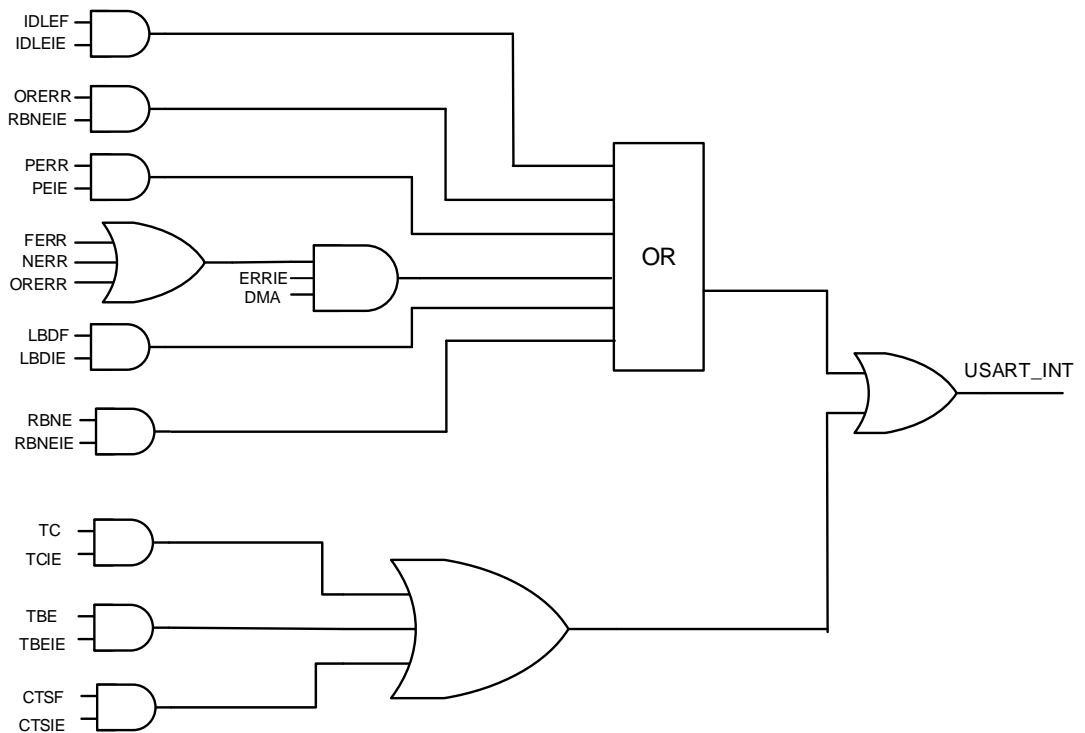 IDLEF
IDLEIE
ORERR
RBNEIE
PERR
PEIE
FERR
NERR
ORERR
ERRIE
DMA
OR
LBDF
LBDIE
USART_INT
RBNE
RBNEIE
TC
TCIE
TBE
TBEIE
CTSF
CTSIE